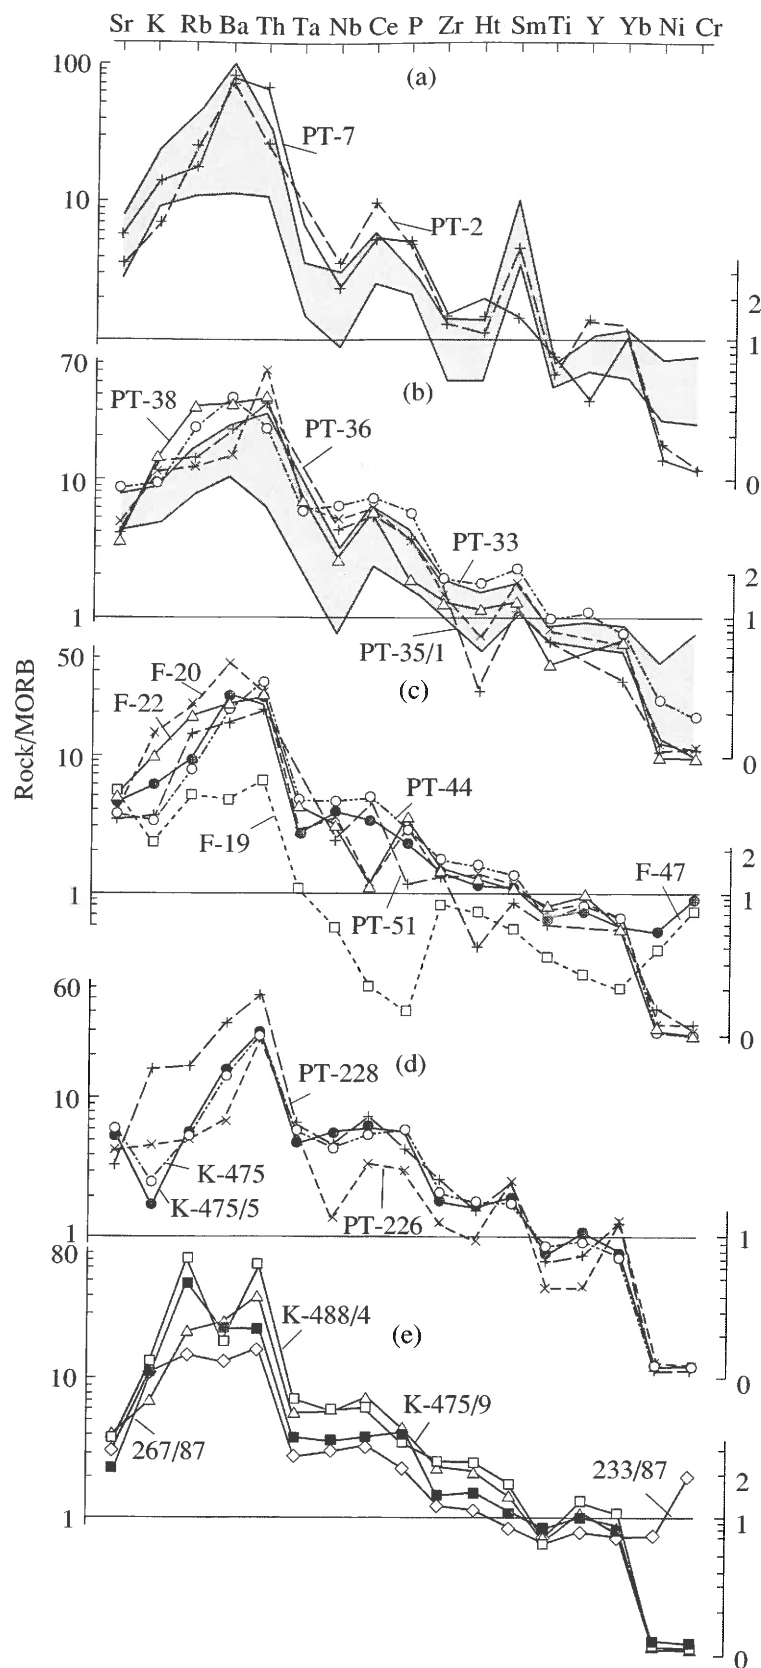 Sr K Rb Ba Th Ta Nb Ce P Zr Ht Sm Ti Y Yb Ni Cr
100
(a)
PT-7
10
PT-2
2
1
70
(b)
PT-38
PT-36
10
0
PT-33
2
1
1
PT-35/1
50
F-20
(c)
F-22
Rock/MORB
10
0
PT-44
F-19
2
F-47
1
1
PT-51
60
0
(d)
PT-228
10
K-475
K-475/5
PT-226
1
1
80
K-488/4
(e)
10
0
K-475/9
267/87
233/87
2
1
1
0